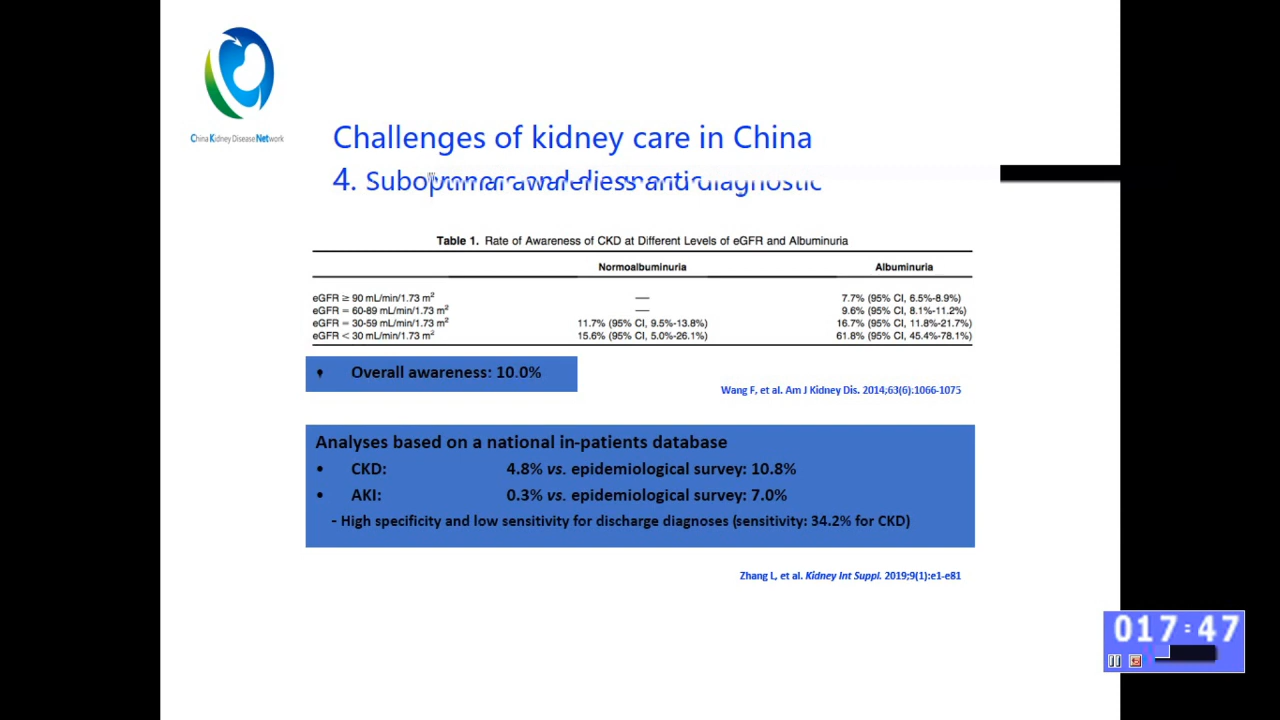 China Kidney Disease Network
Challenges of kidney care in China
4.
Table 1. Rate of Awareness of CKD at Different Levels of eGFR and Albuminuria
Normoalbuminuria Albuminuria
eGFR ≥ 90 mL/min/1.73 m² — 7.7% (95% CI, 6.5%-8.9%)
eGFR = 60-89 mL/min/1.73 m² — 9.6% (95% CI, 8.1%-11.2%)
eGFR = 30-59 mL/min/1.73 m² 11.7% (95% CI, 9.5%-13.8%) 16.7% (95% CI, 11.8%-21.7%)
eGFR < 30 mL/min/1.73 m² 15.6% (95% CI, 5.0%-26.1%) 61.8% (95% CI, 45.4%-78.1%)
• Overall awareness: 10.0%
Wang F, et al. Am J Kidney Dis. 2014;63(6):1066-1075
Analyses based on a national in-patients database
• CKD: 4.8% vs. epidemiological survey: 10.8%
• AKI: 0.3% vs. epidemiological survey: 7.0%
- High specificity and low sensitivity for discharge diagnoses (sensitivity: 34.2% for CKD)
Zhang L, et al. Kidney Int Suppl. 2019;9(1):e1-e81
017:47